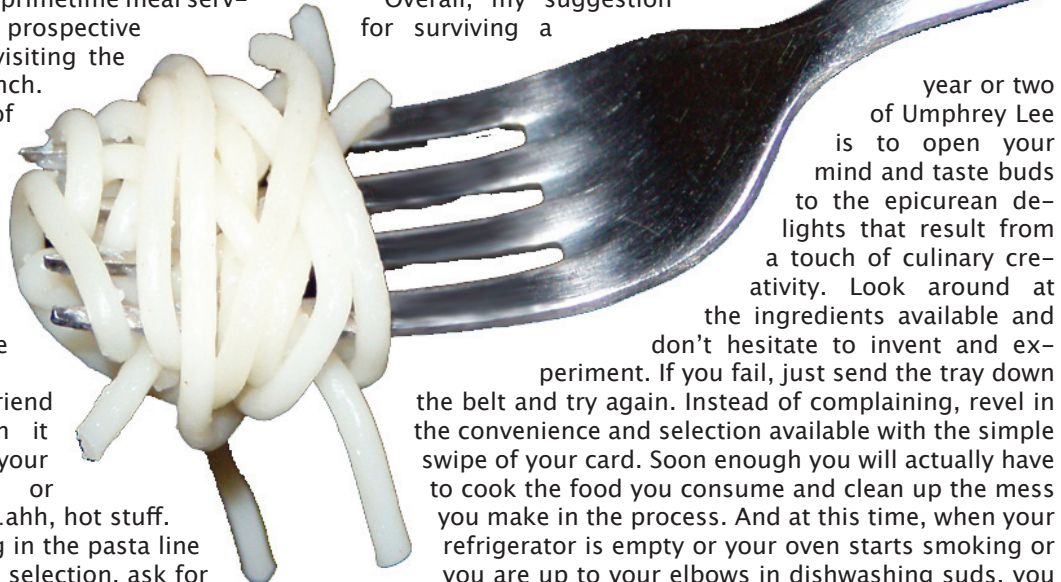 primetime meal serv-
prospective
visiting the
of
friend
it
your
or
ahh, hot stuff.
in the pasta line
selection, ask for
Overall, my suggestion
for surviving a
year or two
of Umphrey Lee
is to open your
mind and taste buds
to the epicurean de-
lights that result from
a touch of culinary cre-
ativity. Look around at
the ingredients available and
don't hesitate to invent and ex-
periment. If you fail, just send the tray down
the belt and try again. Instead of complaining, revel in
the convenience and selection available with the simple
swipe of your card. Soon enough you will actually have
to cook the food you consume and clean up the mess
you make in the process. And at this time, when your
refrigerator is empty or your oven starts smoking or
you are up to your elbows in dishwashing suds, you